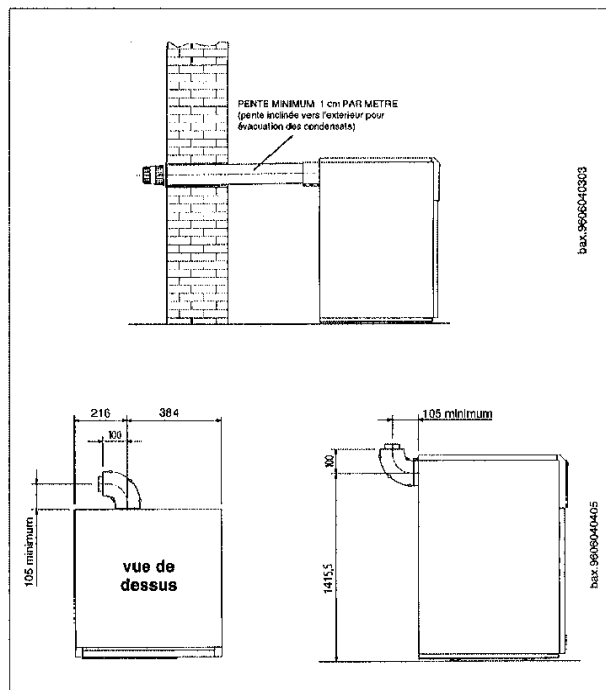 PENTE MINIMUM 1 cm PAR METRE
(pente inclinée vers l'exterieur pour
évacuation des condensats)
bax.9606040303
216
384
100
105 minimum
vue de
dessus
105 minimum
100
1415,5
bax.9606040405